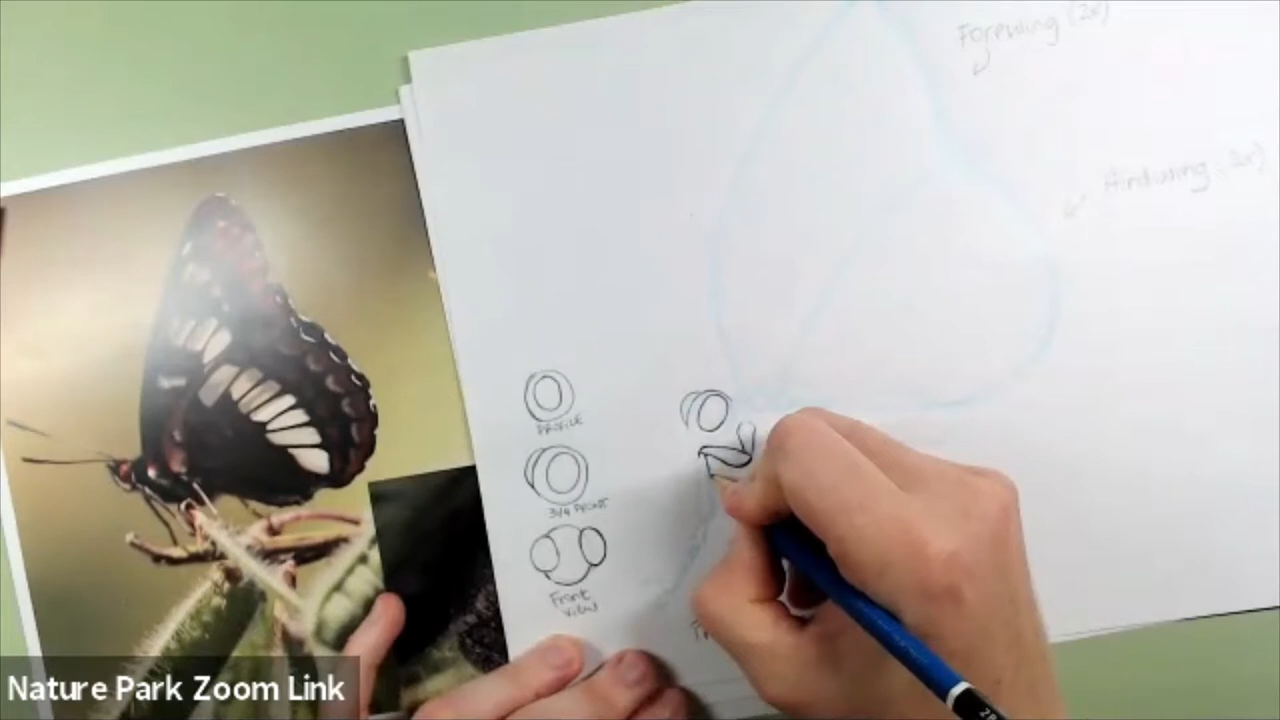 Forewing (2x)
Hindwing (2x)
PROFILE
3/4 FRONT
Front
view
Nature Park Zoom Link